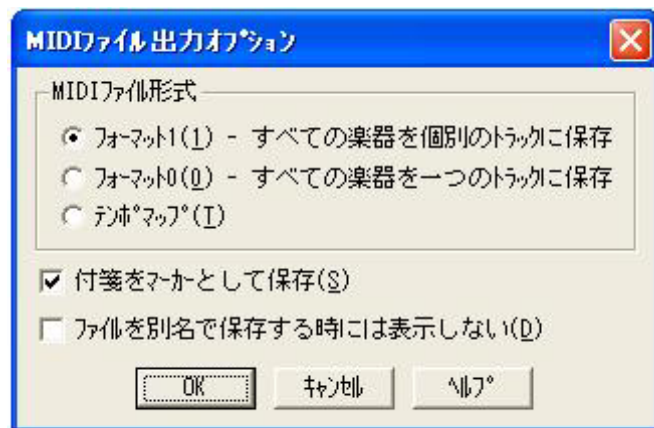 MIDIﾌｧｲﾙ出力ｵﾌﾟｼｮﾝ
MIDIﾌｧｲﾙ形式
ﾌｫｰﾏｯﾄ1(1) - すべての楽器を個別のﾄﾗｯｸに保存
ﾌｫｰﾏｯﾄ0(0) - すべての楽器を一つのﾄﾗｯｸに保存
ﾃﾝﾎﾟﾏｯﾌﾟ(T)
付箋をﾏｰｶｰとして保存(S)
ﾌｧｲﾙを別名で保存する時には表示しない(D)
OK ｷｬﾝｾﾙ ﾍﾙﾌﾟ